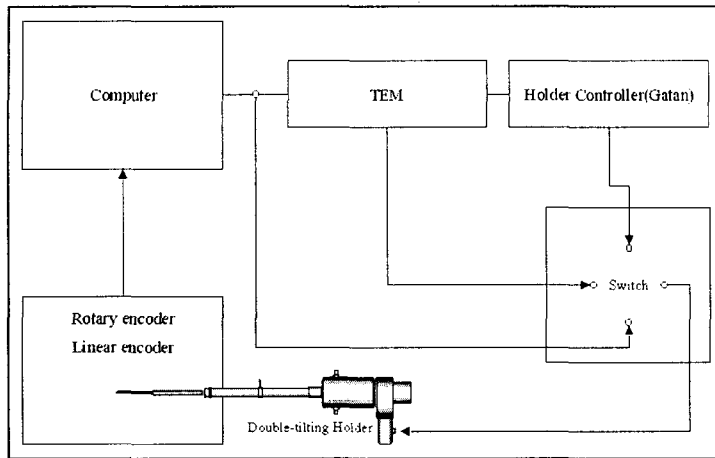 Computer
TEM
Holder Controller(Gatan)
Switch
Rotary encoder
Linear encoder
Double-tilting Holder